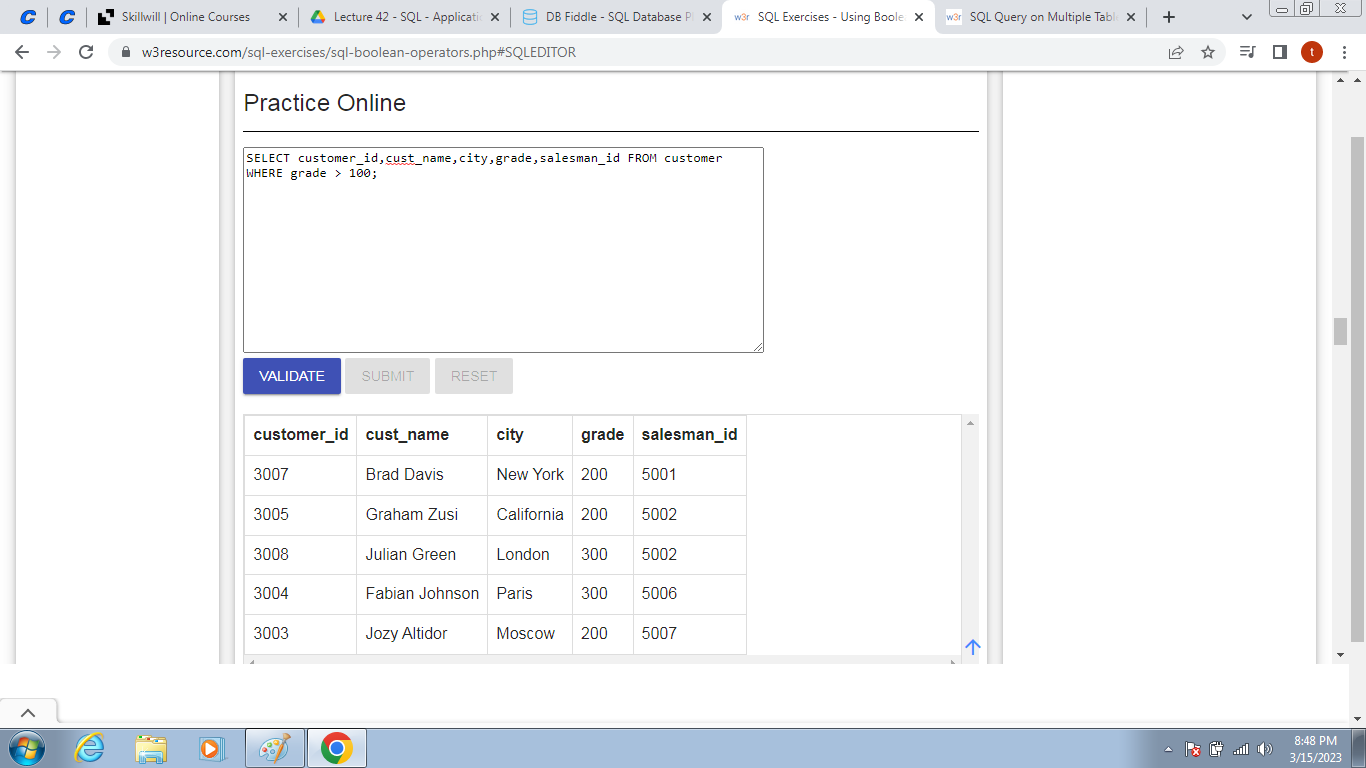 Skillwill | Online Courses
Lecture 42 - SQL - Applicati
DB Fiddle - SQL Database Pl
w3r SQL Exercises - Using Boole
w3r SQL Query on Multiple Tabl
w3resource.com/sql-exercises/sql-boolean-operators.php#SQLEDITOR
t
Practice Online
SELECT customer_id,cust_name,city,grade,salesman_id FROM customer
WHERE grade > 100;
VALIDATE SUBMIT RESET
customer_id cust_name city grade salesman_id
3007 Brad Davis New York 200 5001
3005 Graham Zusi California 200 5002
3008 Julian Green London 300 5002
3004 Fabian Johnson Paris 300 5006
3003 Jozy Altidor Moscow 200 5007
8:48 PM
3/15/2023